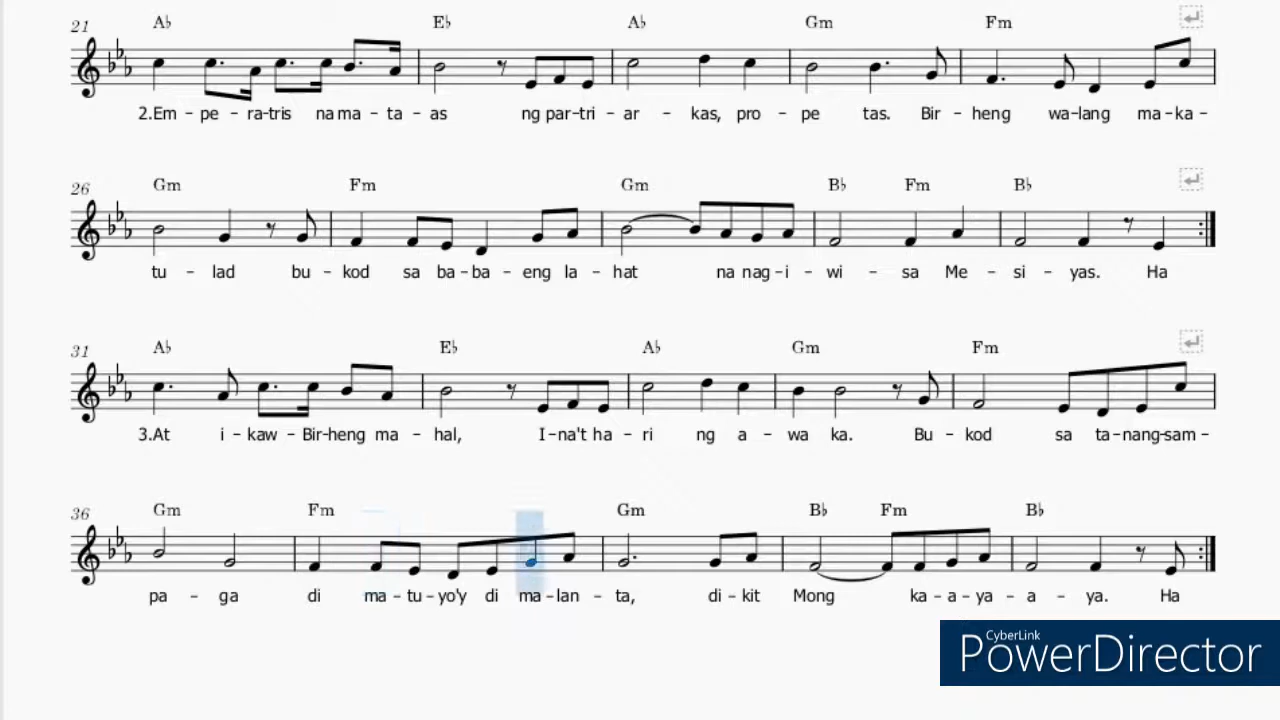 21 A♭ E♭ A♭ Gm Fm
2.Em – pe – ra–tris na ma – ta – as ng par–tri – ar – kas, pro – pe tas. Bir – heng wa–lang ma–ka–
26 Gm Fm Gm B♭ Fm B♭
tu – lad bu – kod sa ba–ba – eng la – hat na nag – i – wi – sa Me – si – yas. Ha
31 A♭ E♭ A♭ Gm Fm
3.At i – kaw – Bir–heng ma – hal, I–na't ha – ri ng a – wa ka. Bu – kod sa ta–nang–sam–
36 Gm Fm Gm B♭ Fm B♭
pa – ga di ma – tu–yo'y di ma–lan – ta, di–kit Mong ka–a–ya – a – ya. Ha
CyberLink
PowerDirector